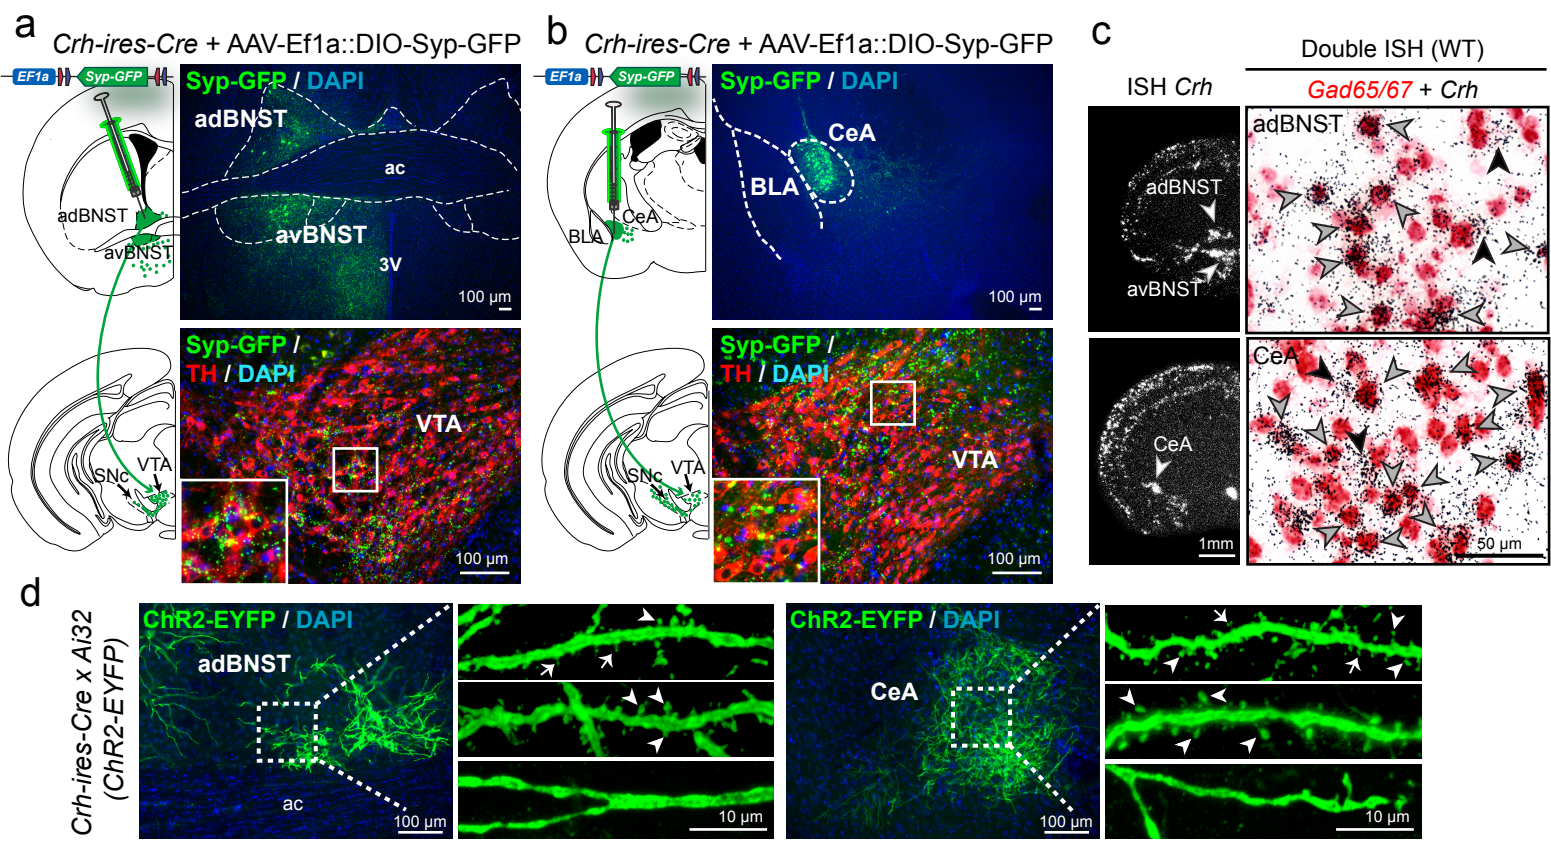 a
Crh-ires-Cre + AAV-Ef1a::DIO-Syp-GFP
EF1a
Syp-GFP
adBNST
avBNST
Syp-GFP / DAPI
adBNST
ac
avBNST
3V
100 µm
SNc
VTA
Syp-GFP /
TH / DAPI
VTA
100 µm
b
Crh-ires-Cre + AAV-Ef1a::DIO-Syp-GFP
EF1a
Syp-GFP
CeA
BLA
Syp-GFP / DAPI
CeA
BLA
100 µm
SNc
VTA
Syp-GFP /
TH / DAPI
VTA
100 µm
c
ISH Crh
Double ISH (WT)
Gad65/67 + Crh
adBNST
avBNST
adBNST
CeA
1mm
CeA
50 µm
d
Crh-ires-Cre x Ai32
(ChR2-EYFP)
ChR2-EYFP / DAPI
adBNST
ac
100 µm
10 µm
ChR2-EYFP / DAPI
CeA
100 µm
10 µm